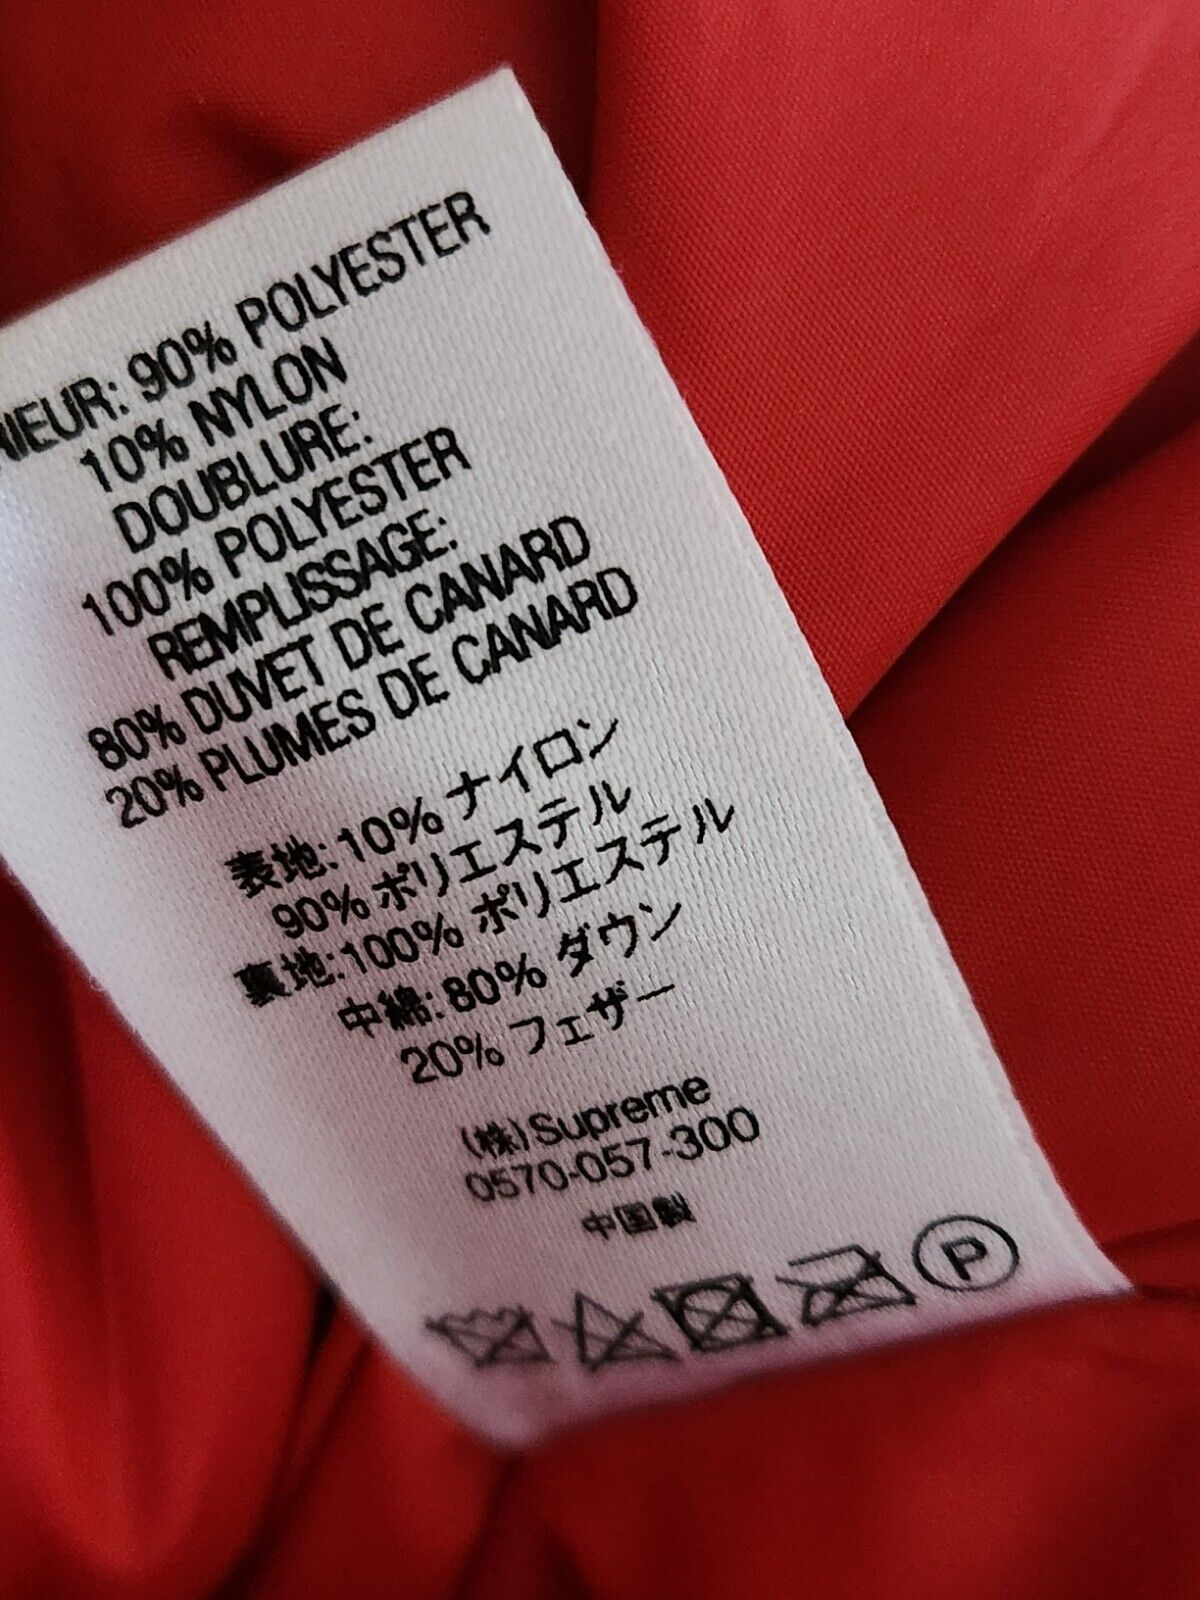 RIEUR: 90% POLYESTER
10% NYLON
DOUBLURE:
100% POLYESTER
REMPLISSAGE:
80% DUVET DE CANARD
20% PLUMES DE CANARD
表地:10% ナイロン
90% ポリエステル
裏地:100% ポリエステル
中綿:80% ダウン
20% フェザー
(株)Supreme
0570-057-300
中国製
P